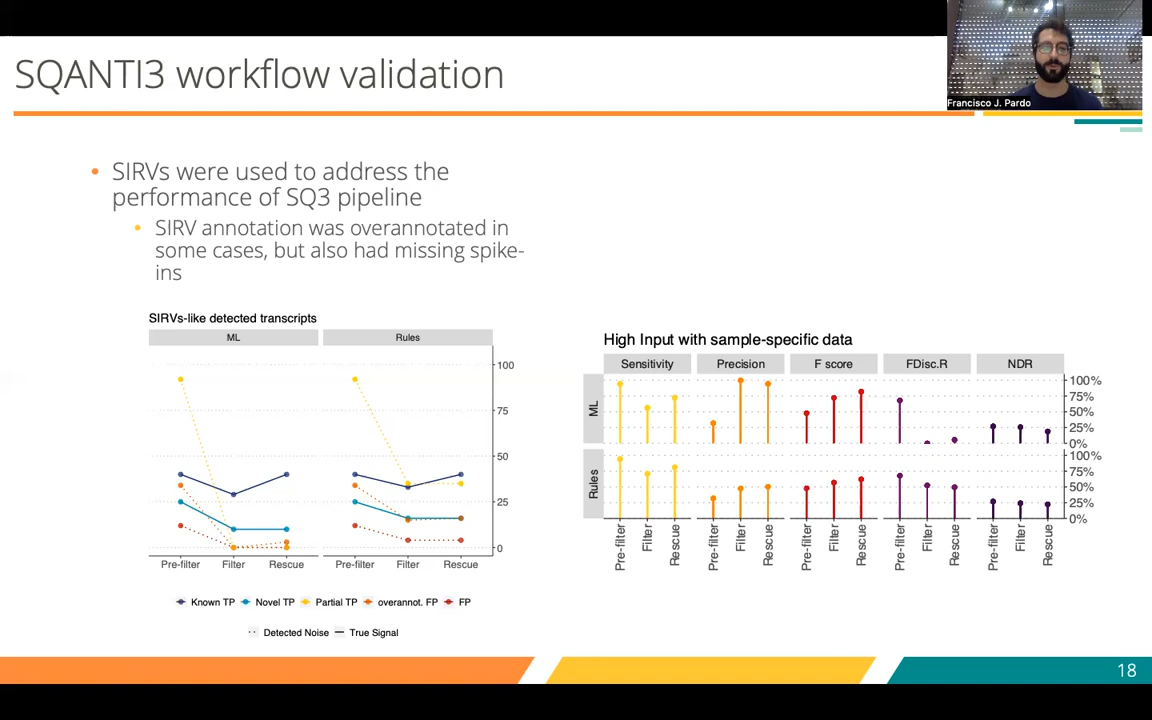 SQANTI3 workflow validation
Francisco J. Pardo
• SIRVs were used to address the
performance of SQ3 pipeline
• SIRV annotation was overannotated in
some cases, but also had missing spike-
ins
SIRVs-like detected transcripts
ML
Rules
100
75
50
25
0
Pre-filter
Filter
Rescue
Pre-filter
Filter
Rescue
Known TP
Novel TP
Partial TP
overannot. FP
FP
Detected Noise
True Signal
High Input with sample-specific data
Sensitivity
Precision
F score
FDisc.R
NDR
ML
100%
75%
50%
25%
0%
Rules
100%
75%
50%
25%
0%
Pre-filter
Filter
Rescue
Pre-filter
Filter
Rescue
Pre-filter
Filter
Rescue
Pre-filter
Filter
Rescue
Pre-filter
Filter
Rescue
18